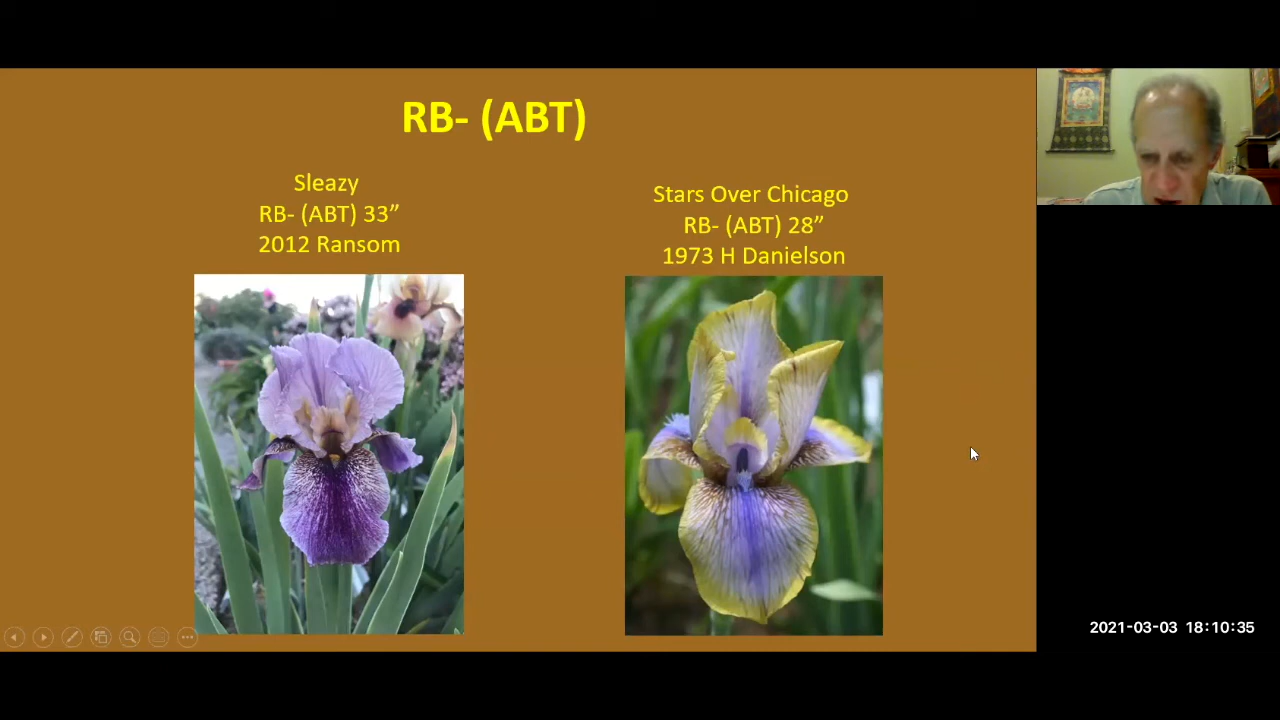 RB- (ABT)
Sleazy
RB- (ABT) 33”
2012 Ransom
Stars Over Chicago
RB- (ABT) 28”
1973 H Danielson
2021-03-03 18:10:35